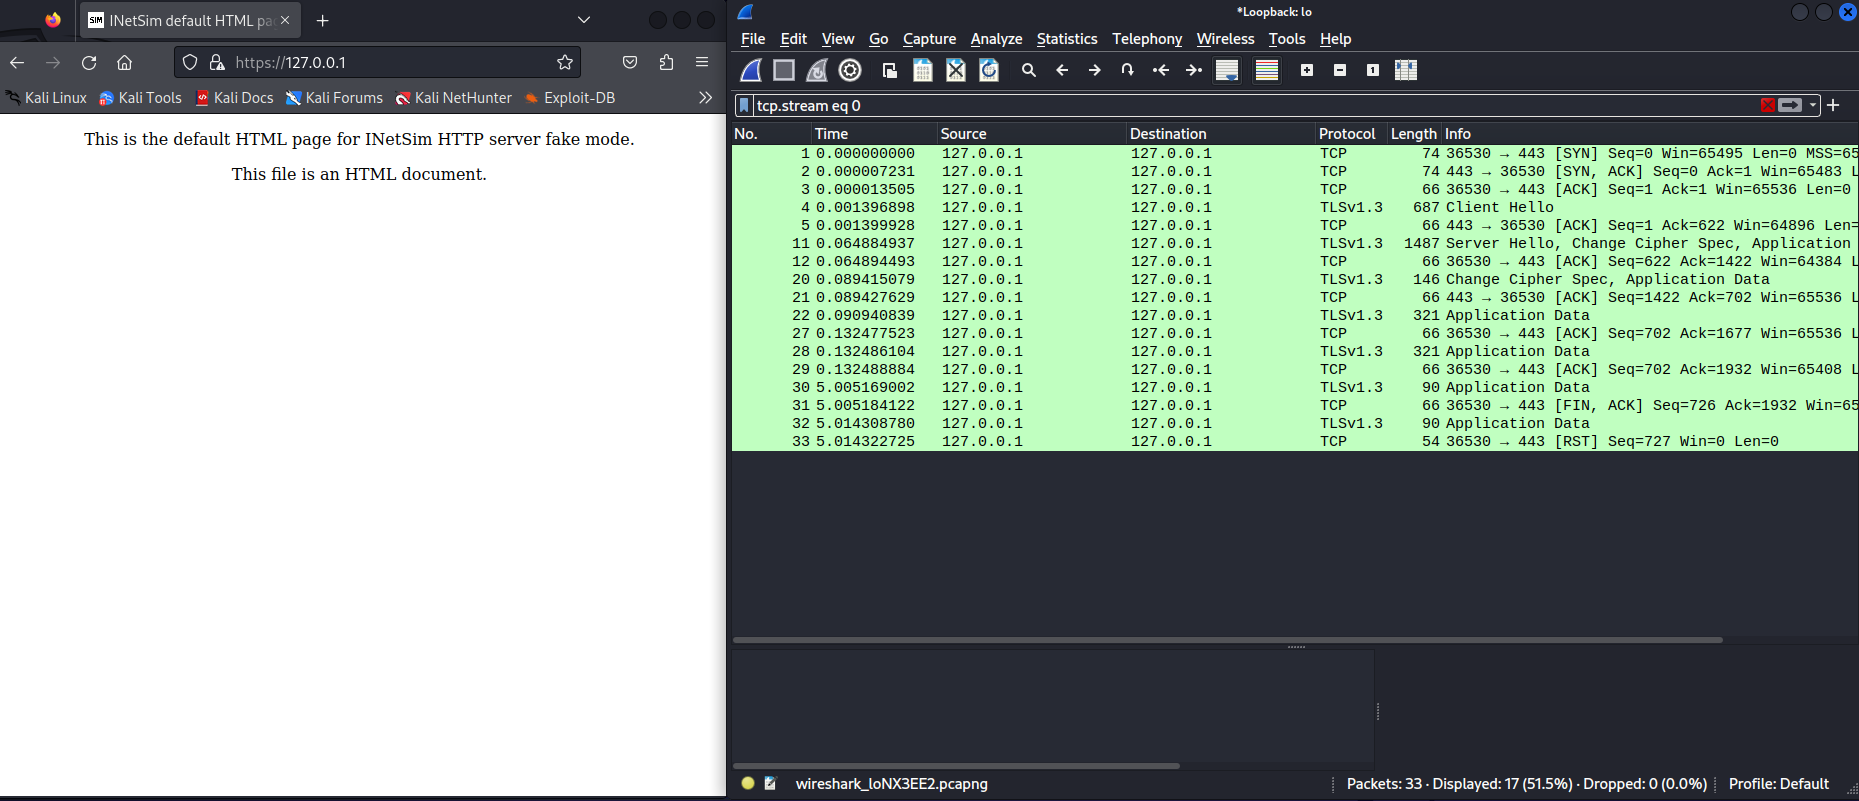 SIM INetSim default HTML pa
https://127.0.0.1
Kali Linux Kali Tools Kali Docs Kali Forums Kali NetHunter Exploit-DB
This is the default HTML page for INetSim HTTP server fake mode.
This file is an HTML document.
*Loopback: lo
File Edit View Go Capture Analyze Statistics Telephony Wireless Tools Help
tcp.stream eq 0
No. Time Source Destination Protocol Length Info
1 0.000000000 127.0.0.1 127.0.0.1 TCP 74 36530 → 443 [SYN] Seq=0 Win=65495 Len=0 MSS=65
2 0.000007231 127.0.0.1 127.0.0.1 TCP 74 443 → 36530 [SYN, ACK] Seq=0 Ack=1 Win=65483 L
3 0.000013505 127.0.0.1 127.0.0.1 TCP 66 36530 → 443 [ACK] Seq=1 Ack=1 Win=65536 Len=0
4 0.001396898 127.0.0.1 127.0.0.1 TLSv1.3 687 Client Hello
5 0.001399928 127.0.0.1 127.0.0.1 TCP 66 443 → 36530 [ACK] Seq=1 Ack=622 Win=64896 Len=
11 0.064884937 127.0.0.1 127.0.0.1 TLSv1.3 1487 Server Hello, Change Cipher Spec, Application
12 0.064894493 127.0.0.1 127.0.0.1 TCP 66 36530 → 443 [ACK] Seq=622 Ack=1422 Win=64384 L
20 0.089415079 127.0.0.1 127.0.0.1 TLSv1.3 146 Change Cipher Spec, Application Data
21 0.089427629 127.0.0.1 127.0.0.1 TCP 66 443 → 36530 [ACK] Seq=1422 Ack=702 Win=65536 L
22 0.090940839 127.0.0.1 127.0.0.1 TLSv1.3 321 Application Data
27 0.132477523 127.0.0.1 127.0.0.1 TCP 66 36530 → 443 [ACK] Seq=702 Ack=1677 Win=65536 L
28 0.132486104 127.0.0.1 127.0.0.1 TLSv1.3 321 Application Data
29 0.132488884 127.0.0.1 127.0.0.1 TCP 66 36530 → 443 [ACK] Seq=702 Ack=1932 Win=65408 L
30 5.005169002 127.0.0.1 127.0.0.1 TLSv1.3 90 Application Data
31 5.005184122 127.0.0.1 127.0.0.1 TCP 66 36530 → 443 [FIN, ACK] Seq=726 Ack=1932 Win=65
32 5.014308780 127.0.0.1 127.0.0.1 TLSv1.3 90 Application Data
33 5.014322725 127.0.0.1 127.0.0.1 TCP 54 36530 → 443 [RST] Seq=727 Win=0 Len=0
wireshark_loNX3EE2.pcapng
Packets: 33 · Displayed: 17 (51.5%) · Dropped: 0 (0.0%)
Profile: Default